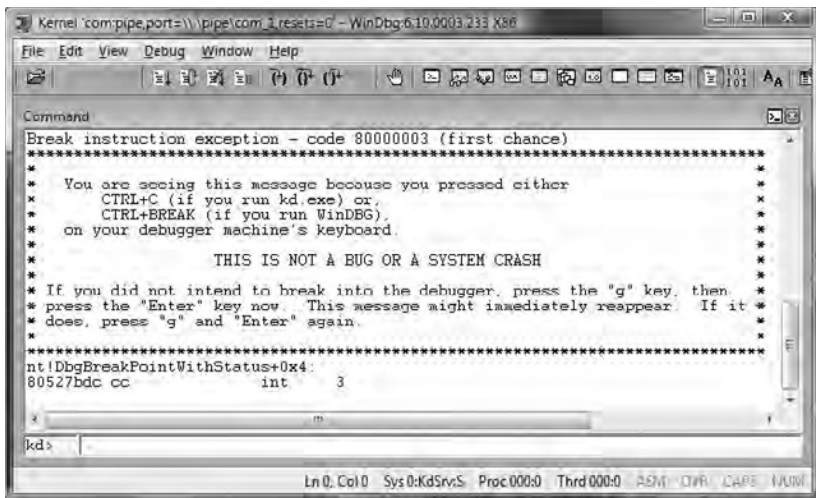 Kernel 'com:pipe,port=\\.\pipe\com_1,resets=0' - WinDbg:6.10.0003.233 X86
File Edit View Debug Window Help
Command
Break instruction exception - code 80000003 (first chance)
*******************************************************************************
*                                                                             *
*   You are seeing this message because you pressed either                    *
*       CTRL+C (if you run kd.exe) or,                                        *
*       CTRL+BREAK (if you run WinDBG),                                       *
*   on your debugger machine's keyboard.                                      *
*                                                                             *
*                   THIS IS NOT A BUG OR A SYSTEM CRASH                       *
*                                                                             *
* If you did not intend to break into the debugger, press the "g" key, then   *
* press the "Enter" key now.  This message might immediately reappear.  If it *
* does, press "g" and "Enter" again.                                          *
*                                                                             *
*******************************************************************************
nt!DbgBreakPointWithStatus+0x4:
80527bdc cc              int     3
kd>
Ln 0, Col 0 Sys 0:KdSrv:S Proc 000:0 Thrd 000:0 ASM OVR CAPS NUM